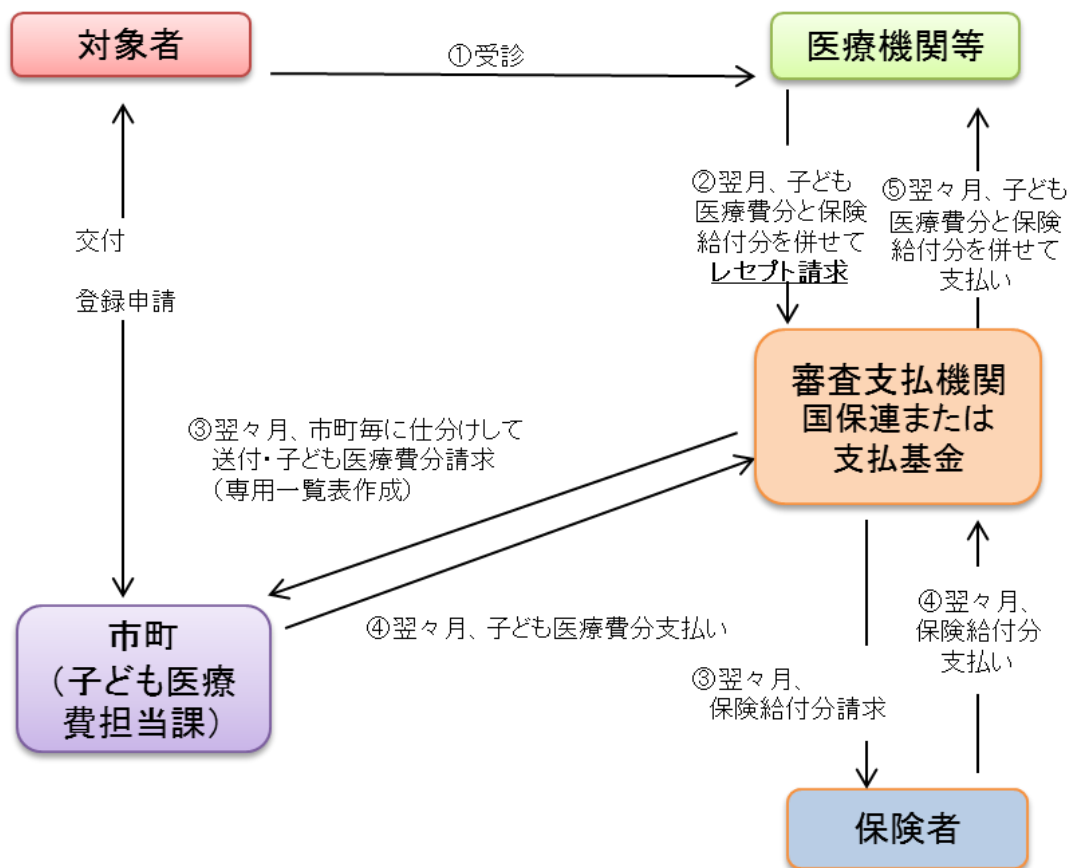 対象者
①受診
医療機関等
②翌月、子ども
医療費分と保険
給付分を併せて
レセプト請求
⑤翌々月、子ども
医療費分と保険
給付分を併せて
支払い
交付
登録申請
審査支払機関
国保連または
支払基金
③翌々月、市町毎に仕分けして
送付・子ども医療費分請求
（専用一覧表作成）
市町
（子ども医療
費担当課）
④翌々月、子ども医療費分支払い
④翌々月、
保険給付分
支払い
③翌々月、
保険給付分請求
保険者